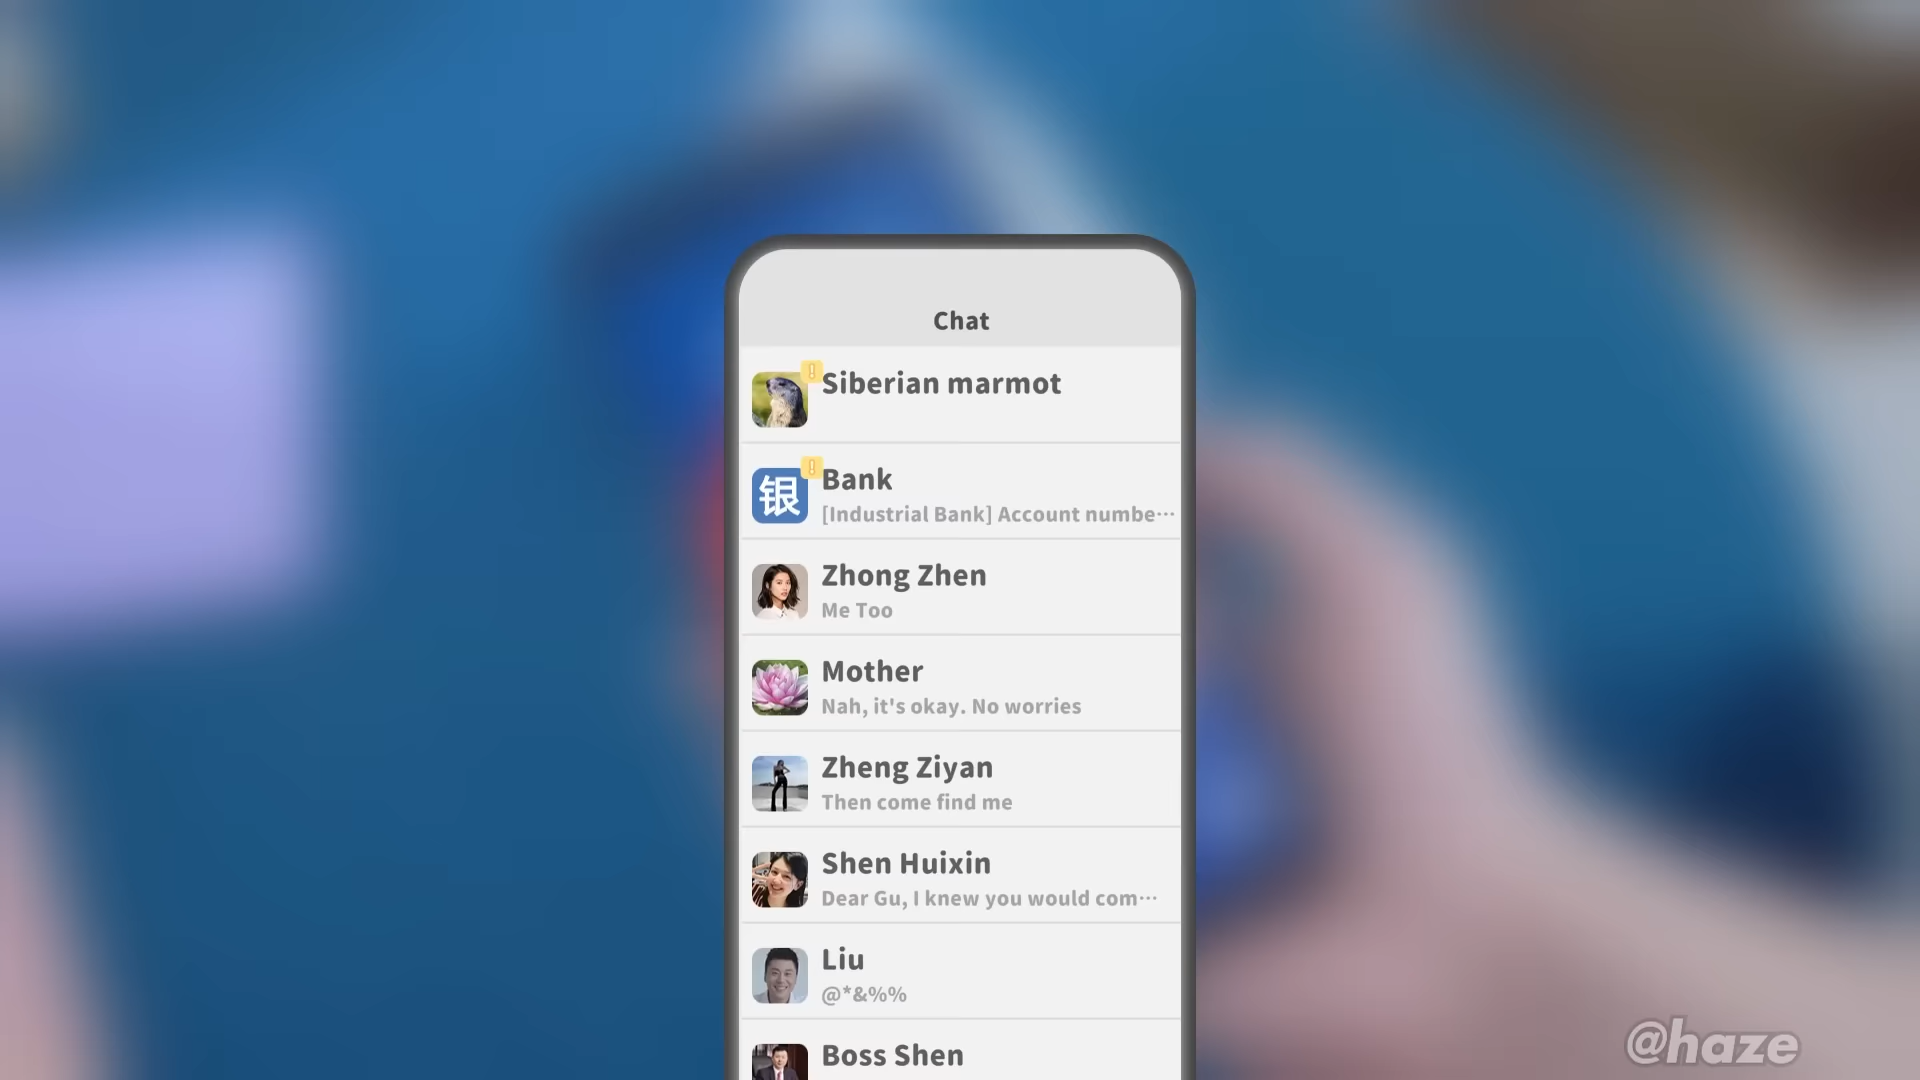 Chat
Siberian marmot
银
Bank
[Industrial Bank] Account numbe…
Zhong Zhen
Me Too
Mother
Nah, it's okay. No worries
Zheng Ziyan
Then come find me
Shen Huixin
Dear Gu, I knew you would com…
Liu
@*&%%
Boss Shen
@haze